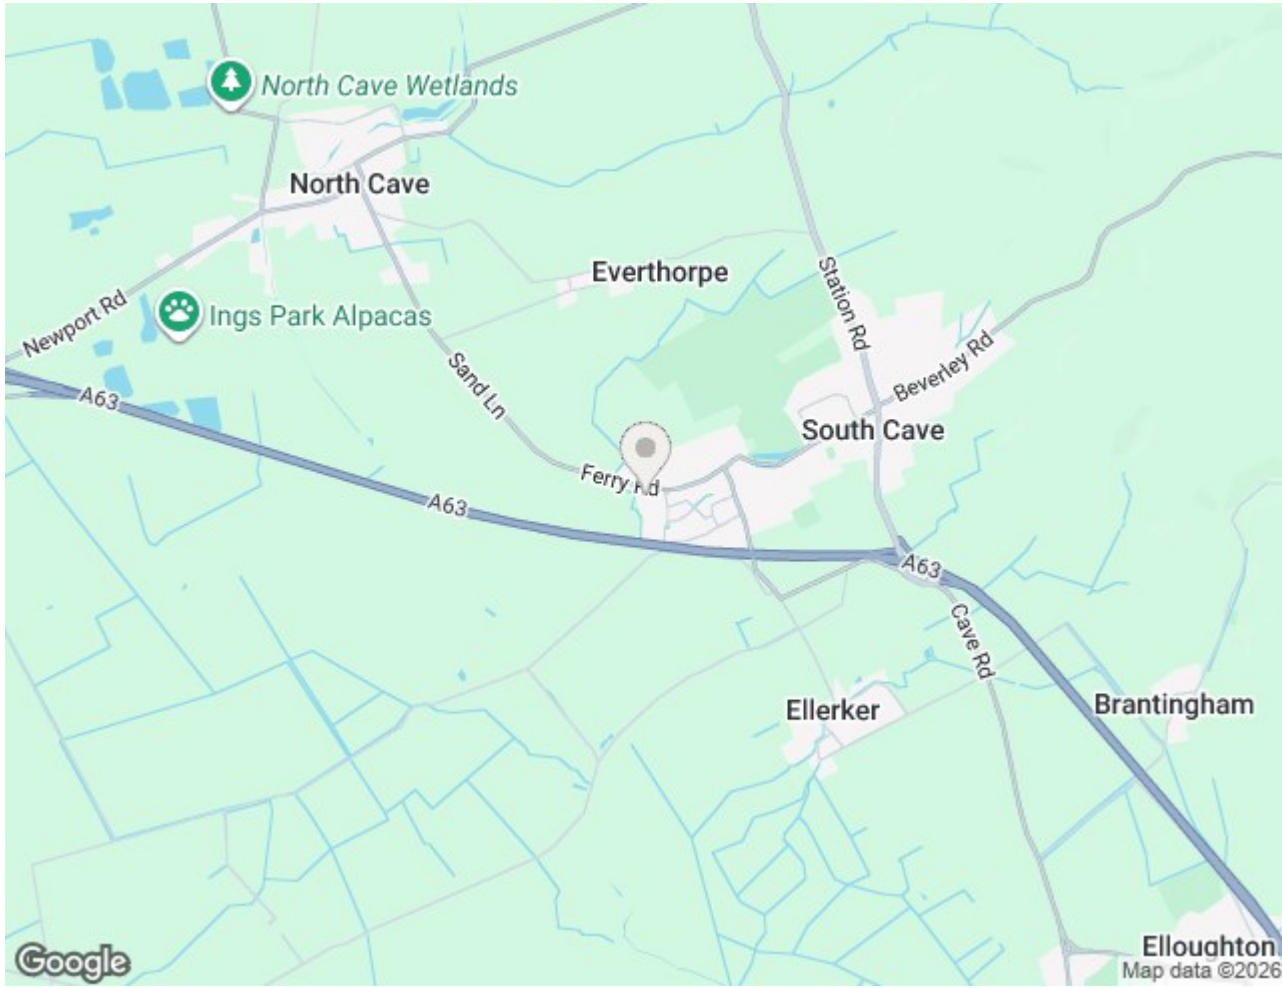 North Cave Wetlands
North Cave
Everthorpe
Station Rd
Newport Rd
Ings Park Alpacas
Sand Ln
Beverley Rd
A63
South Cave
Ferry Rd
A63
A63
Cave Rd
Ellerker
Brantingham
Elloughton
Google
Map data ©2026